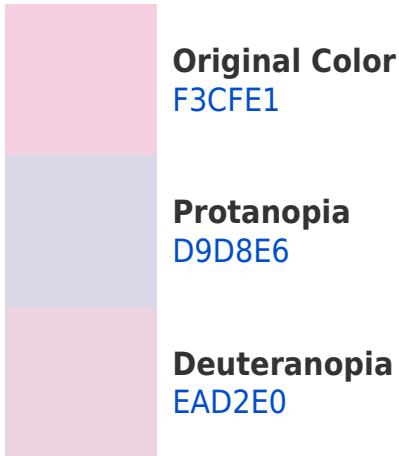 Original Color
F3CFE1
Protanopia
D9D8E6
Deuteranopia
EAD2E0